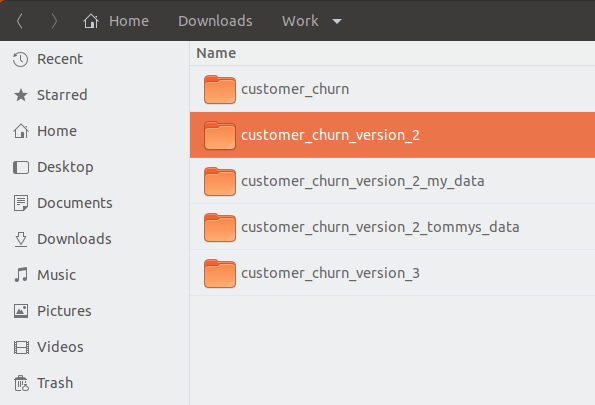 Home Downloads Work
Name
Recent
Starred
Home
Desktop
Documents
Downloads
Music
Pictures
Videos
Trash
customer_churn
customer_churn_version_2
customer_churn_version_2_my_data
customer_churn_version_2_tommys_data
customer_churn_version_3